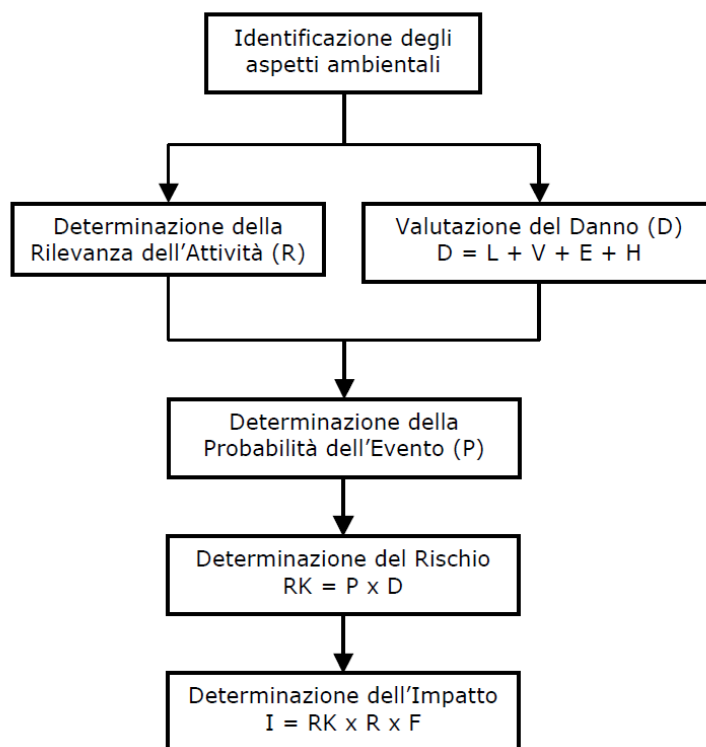 Identificazione degli
aspetti ambientali
Determinazione della
Rilevanza dell’Attività (R)
Valutazione del Danno (D)
D = L + V + E + H
Determinazione della
Probabilità dell’Evento (P)
Determinazione del Rischio
RK = P x D
Determinazione dell’Impatto
I = RK x R x F